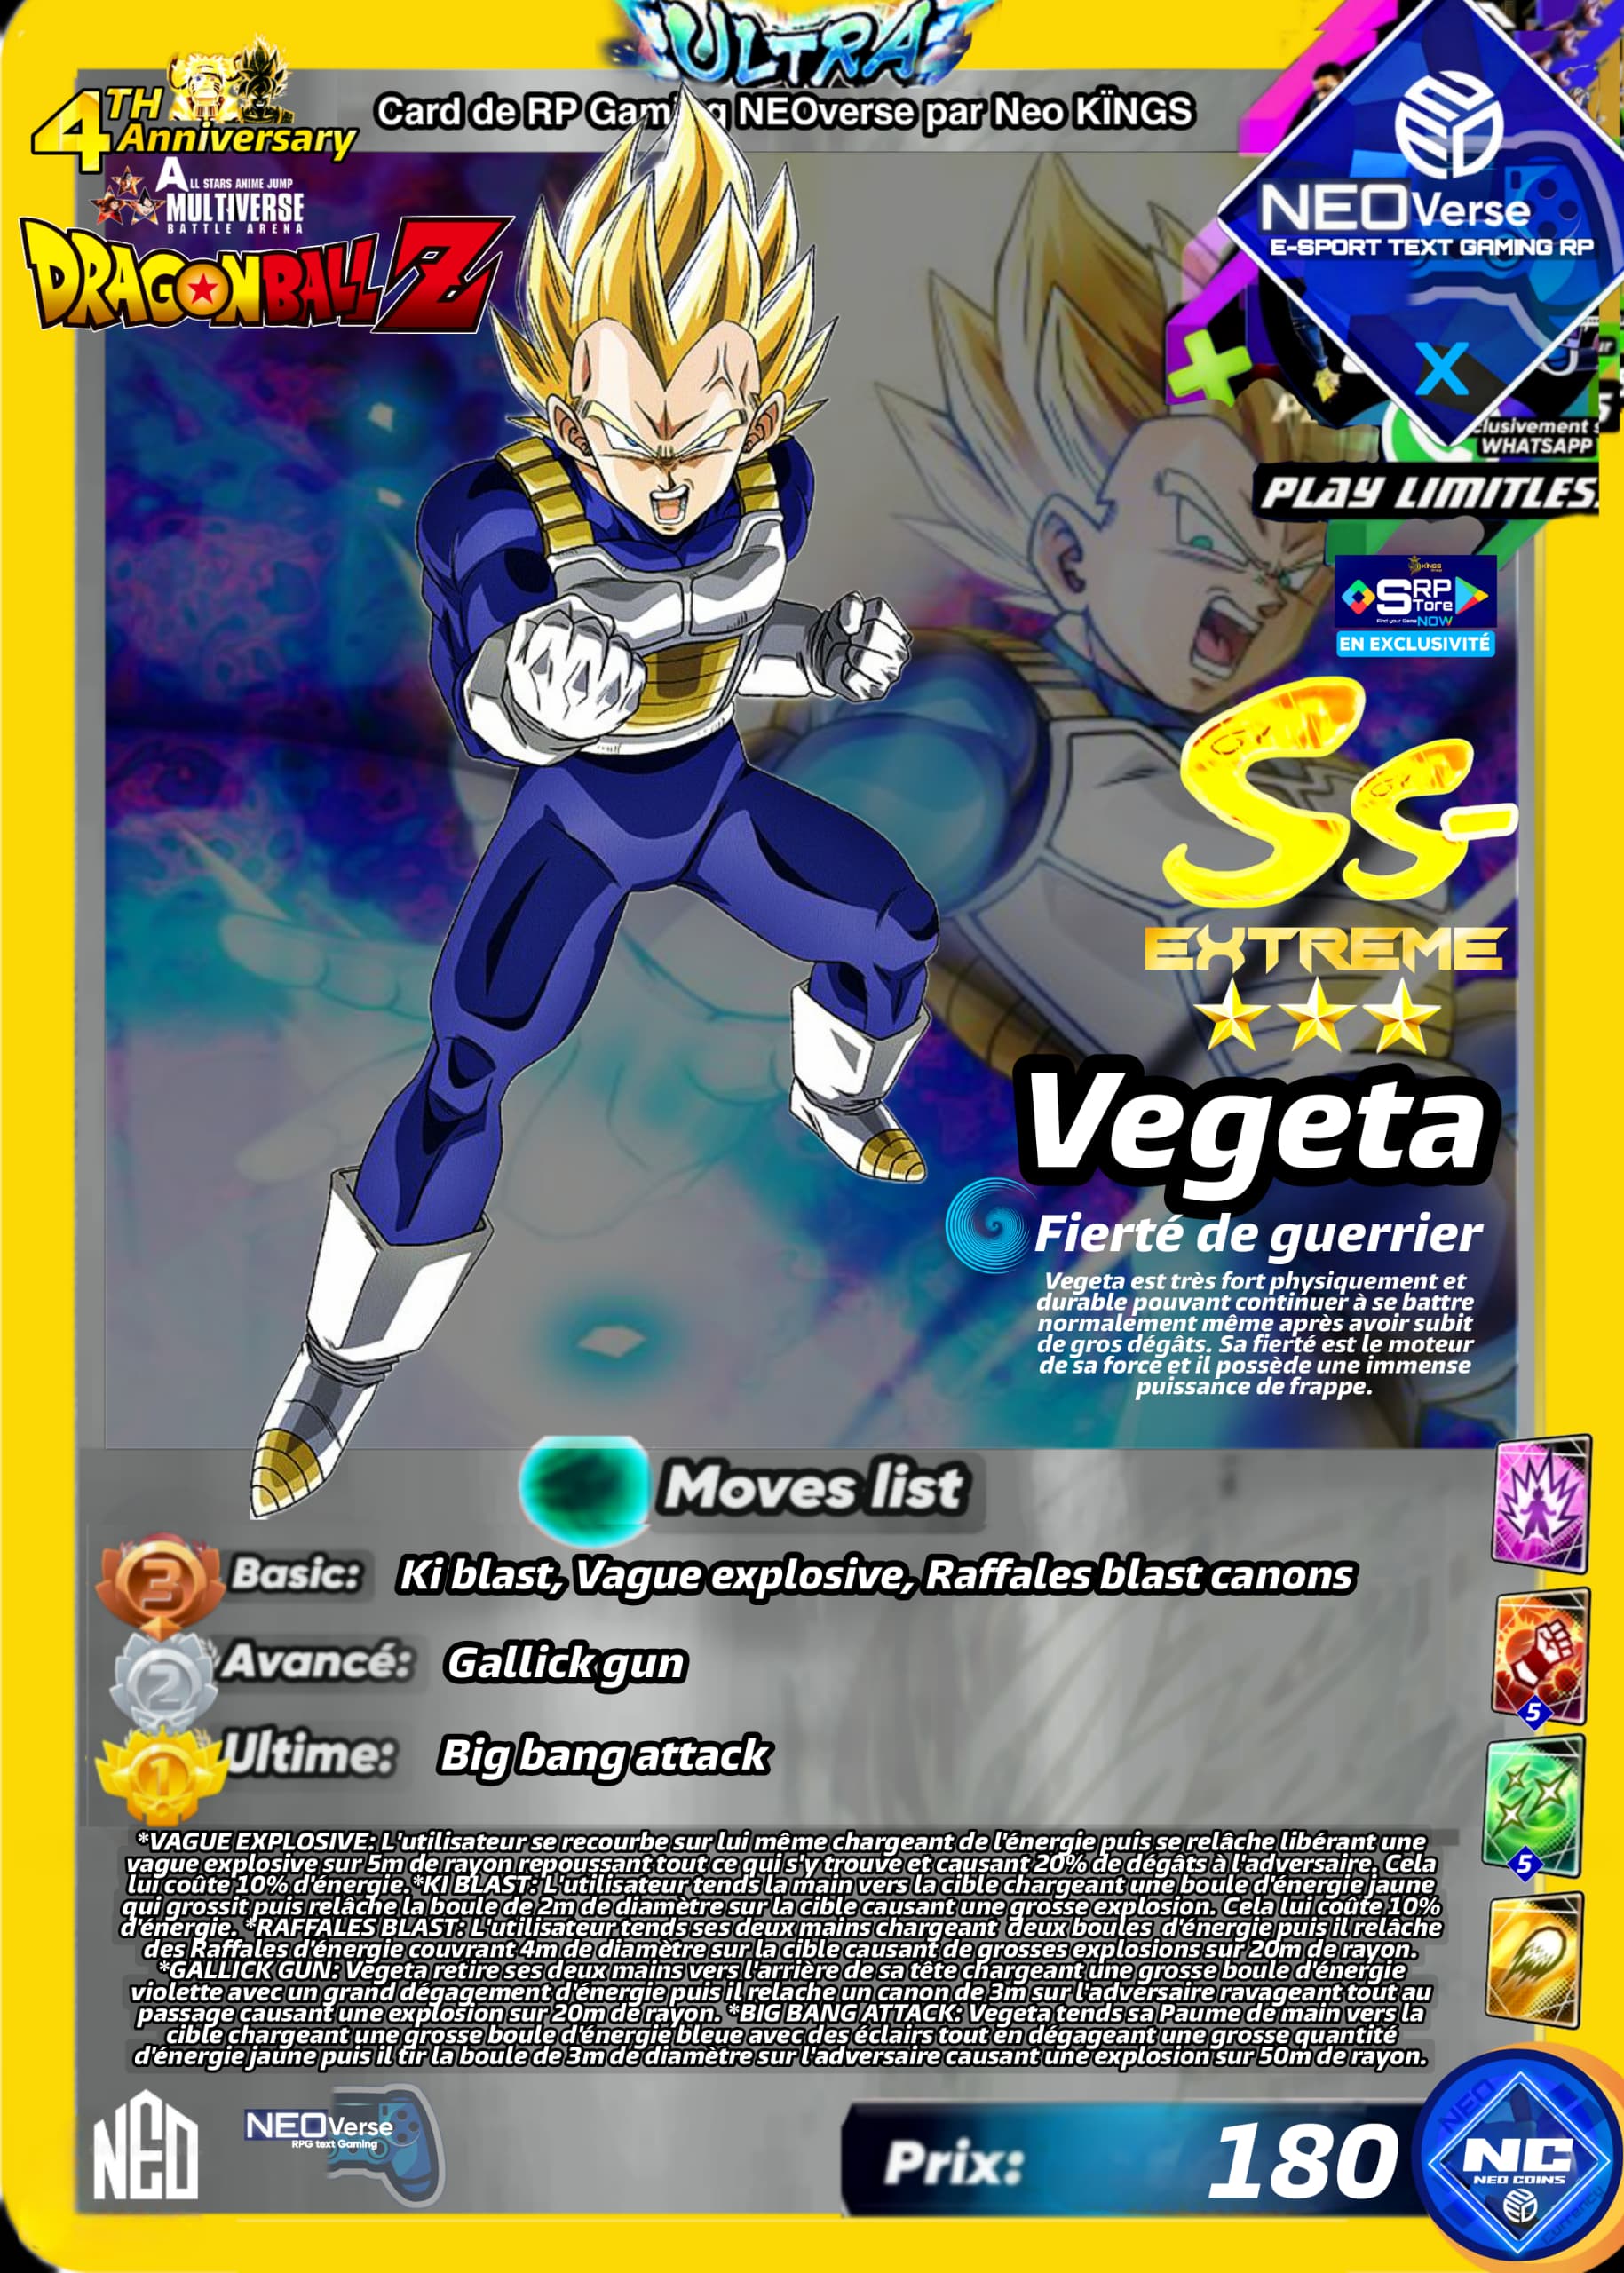 ULTRA
4TH
Anniversary
Card de RP Gam g NEOverse par Neo KÏNGS
ALL STARS ANIME JUMP
MULTIVERSE
BATTLE ARENA
DRAGONBALL Z
NEOVerse
E-SPORT TEXT GAMING RP
X
clusivement
WHATSAPP
PLAY LIMITLES
KINGS
SRP
Tore
Find your Game NOW
EN EXCLUSIVITÉ
Ss-
EXTREME
Vegeta
Fierté de guerrier
Vegeta est très fort physiquement et
durable pouvant continuer à se battre
normalement même après avoir subit
de gros dégâts. Sa fierté est le moteur
de sa force et il possède une immense
puissance de frappe.
Moves list
3 Basic: Ki blast, Vague explosive, Raffales blast canons
2 Avancé: Gallick gun
1 Ultime: Big bang attack
5
5
*VAGUE EXPLOSIVE: L'utilisateur se recourbe sur lui même chargeant de l'énergie puis se relâche libérant une
vague explosive sur 5m de rayon repoussant tout ce qui s'y trouve et causant 20% de dégâts à l'adversaire. Cela
lui coûte 10% d'énergie.*KI BLAST: L'utilisateur tends la main vers la cible chargeant une boule d'énergie jaune
qui grossit puis relâche la boule de 2m de diamètre sur la cible causant une grosse explosion. Cela lui coûte 10%
d'énergie. *RAFFALES BLAST: L'utilisateur tends ses deux mains chargeant deux boules d'énergie puis il relâche
des Raffales d'énergie couvrant 4m de diamètre sur la cible causant de grosses explosions sur 20m de rayon.
*GALLICK GUN: Vegeta retire ses deux mains vers l'arrière de sa tête chargeant une grosse boule d'énergie
violette avec un grand dégagement d'énergie puis il relache un canon de 3m sur l'adversaire ravageant tout au
passage causant une explosion sur 20m de rayon. *BIG BANG ATTACK: Vegeta tends sa Paume de main vers la
cible chargeant une grosse boule d'énergie bleue avec des éclairs tout en dégageant une grosse quantité
d'énergie jaune puis il tir la boule de 3m de diamètre sur l'adversaire causant une explosion sur 50m de rayon.
NEO
NEOVerse
RPG text Gaming
Prix: 180
NC
NEO COINS